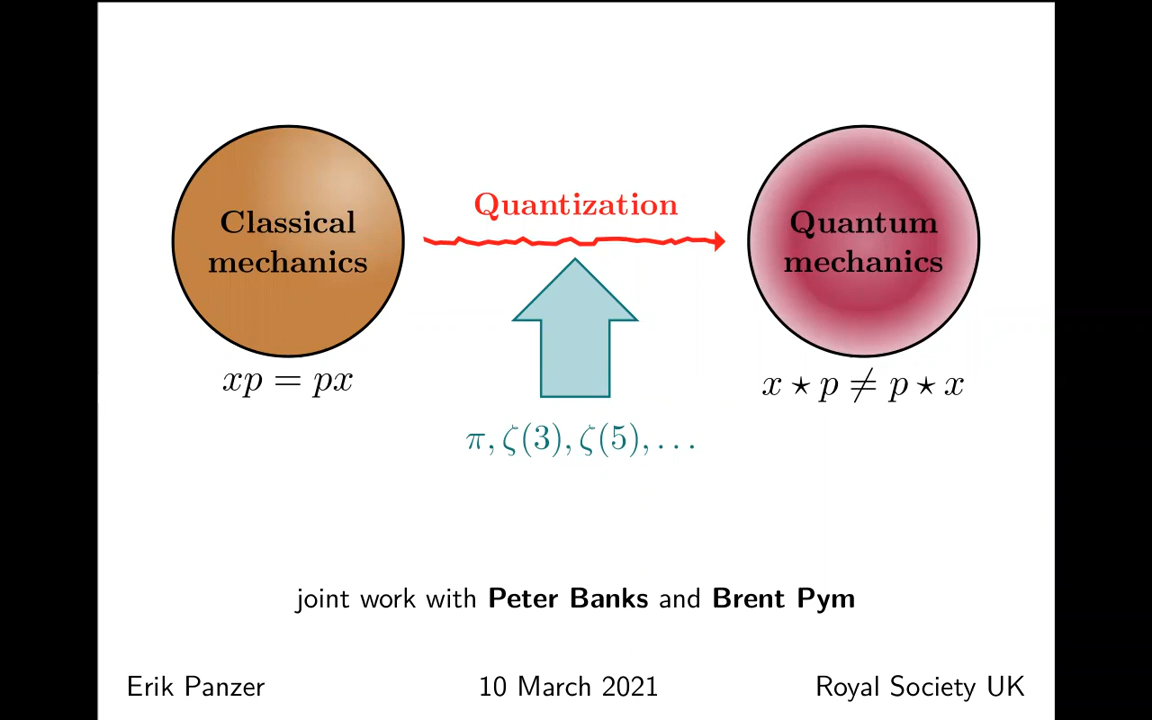 Quantization
Classical
mechanics
Quantum
mechanics
xp = px
x ⋆ p ≠ p ⋆ x
π, ζ(3), ζ(5), . . .
joint work with Peter Banks and Brent Pym
Erik Panzer 10 March 2021 Royal Society UK